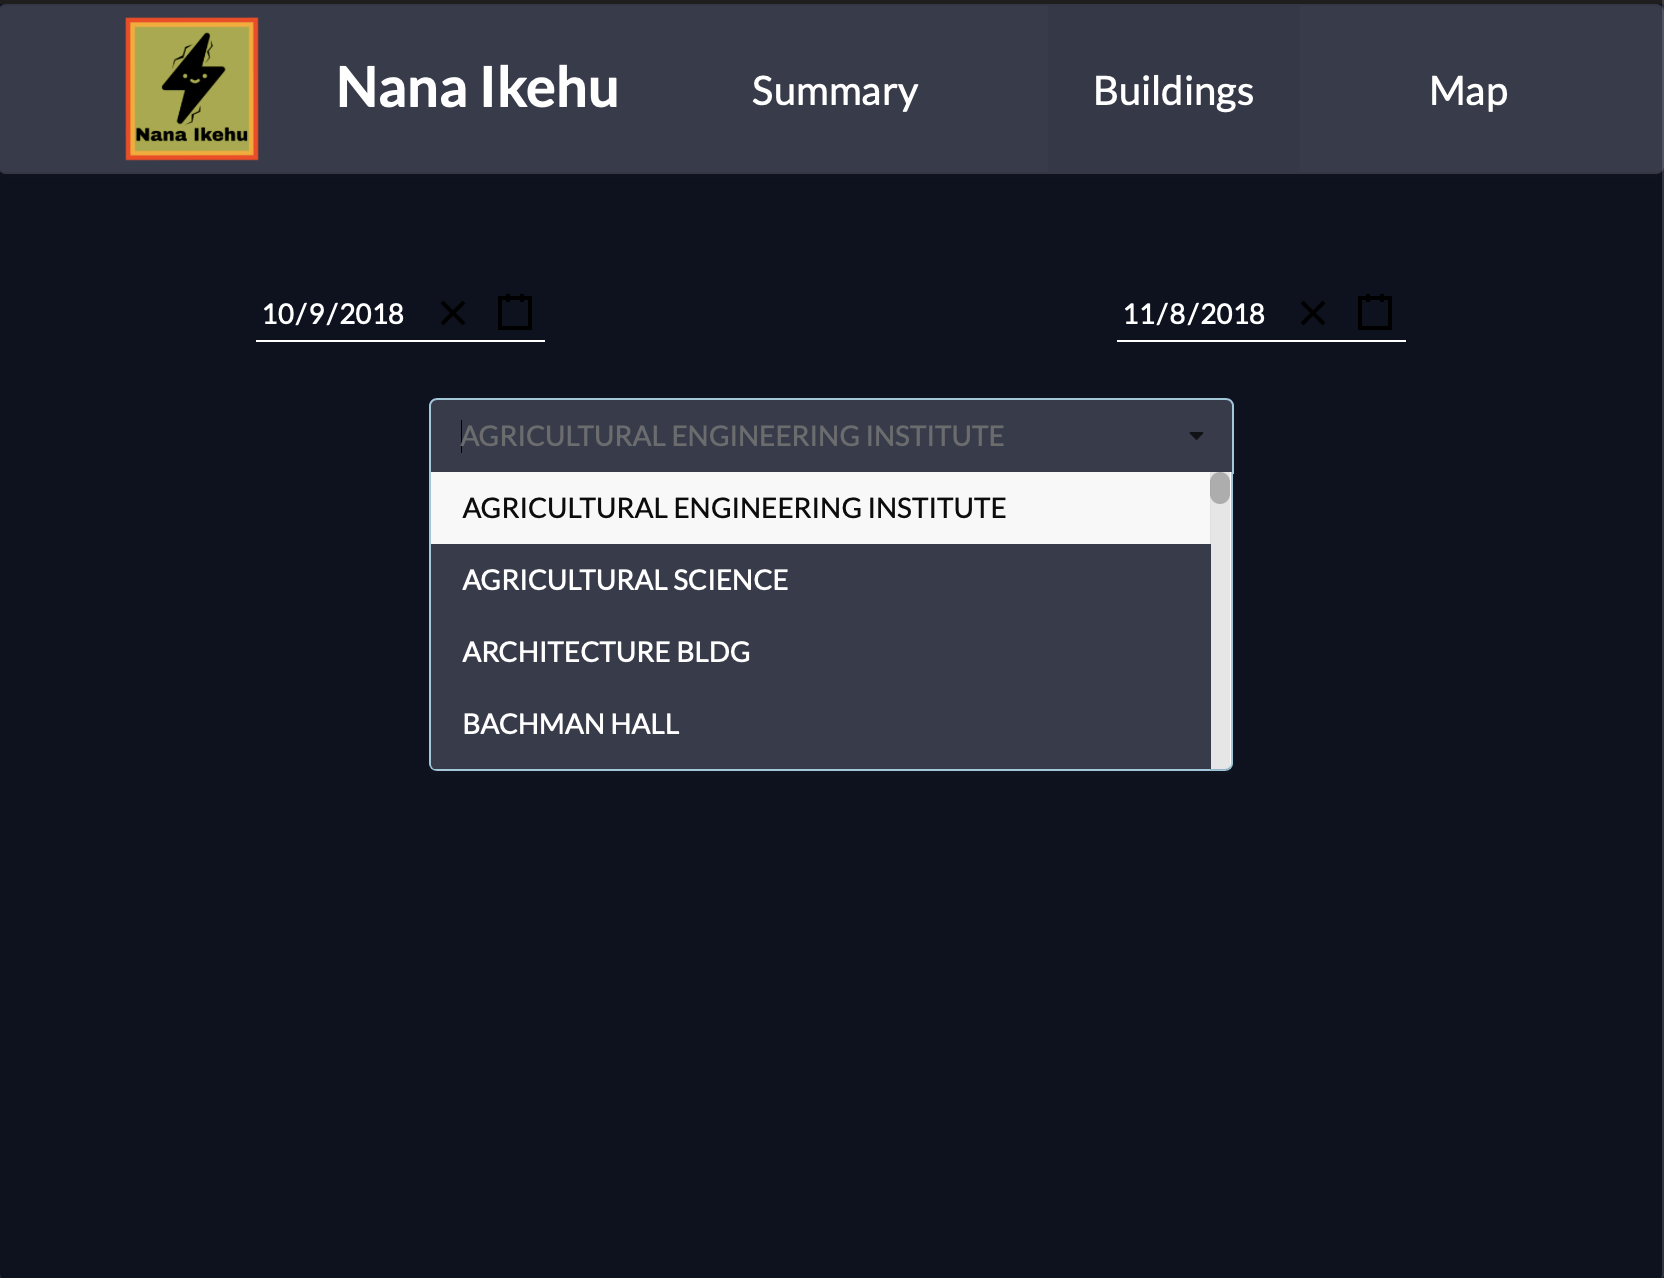 Nana Ikehu
Nana Ikehu
Summary
Buildings
Map
10/9/2018
11/8/2018
AGRICULTURAL ENGINEERING INSTITUTE
AGRICULTURAL ENGINEERING INSTITUTE
AGRICULTURAL SCIENCE
ARCHITECTURE BLDG
BACHMAN HALL